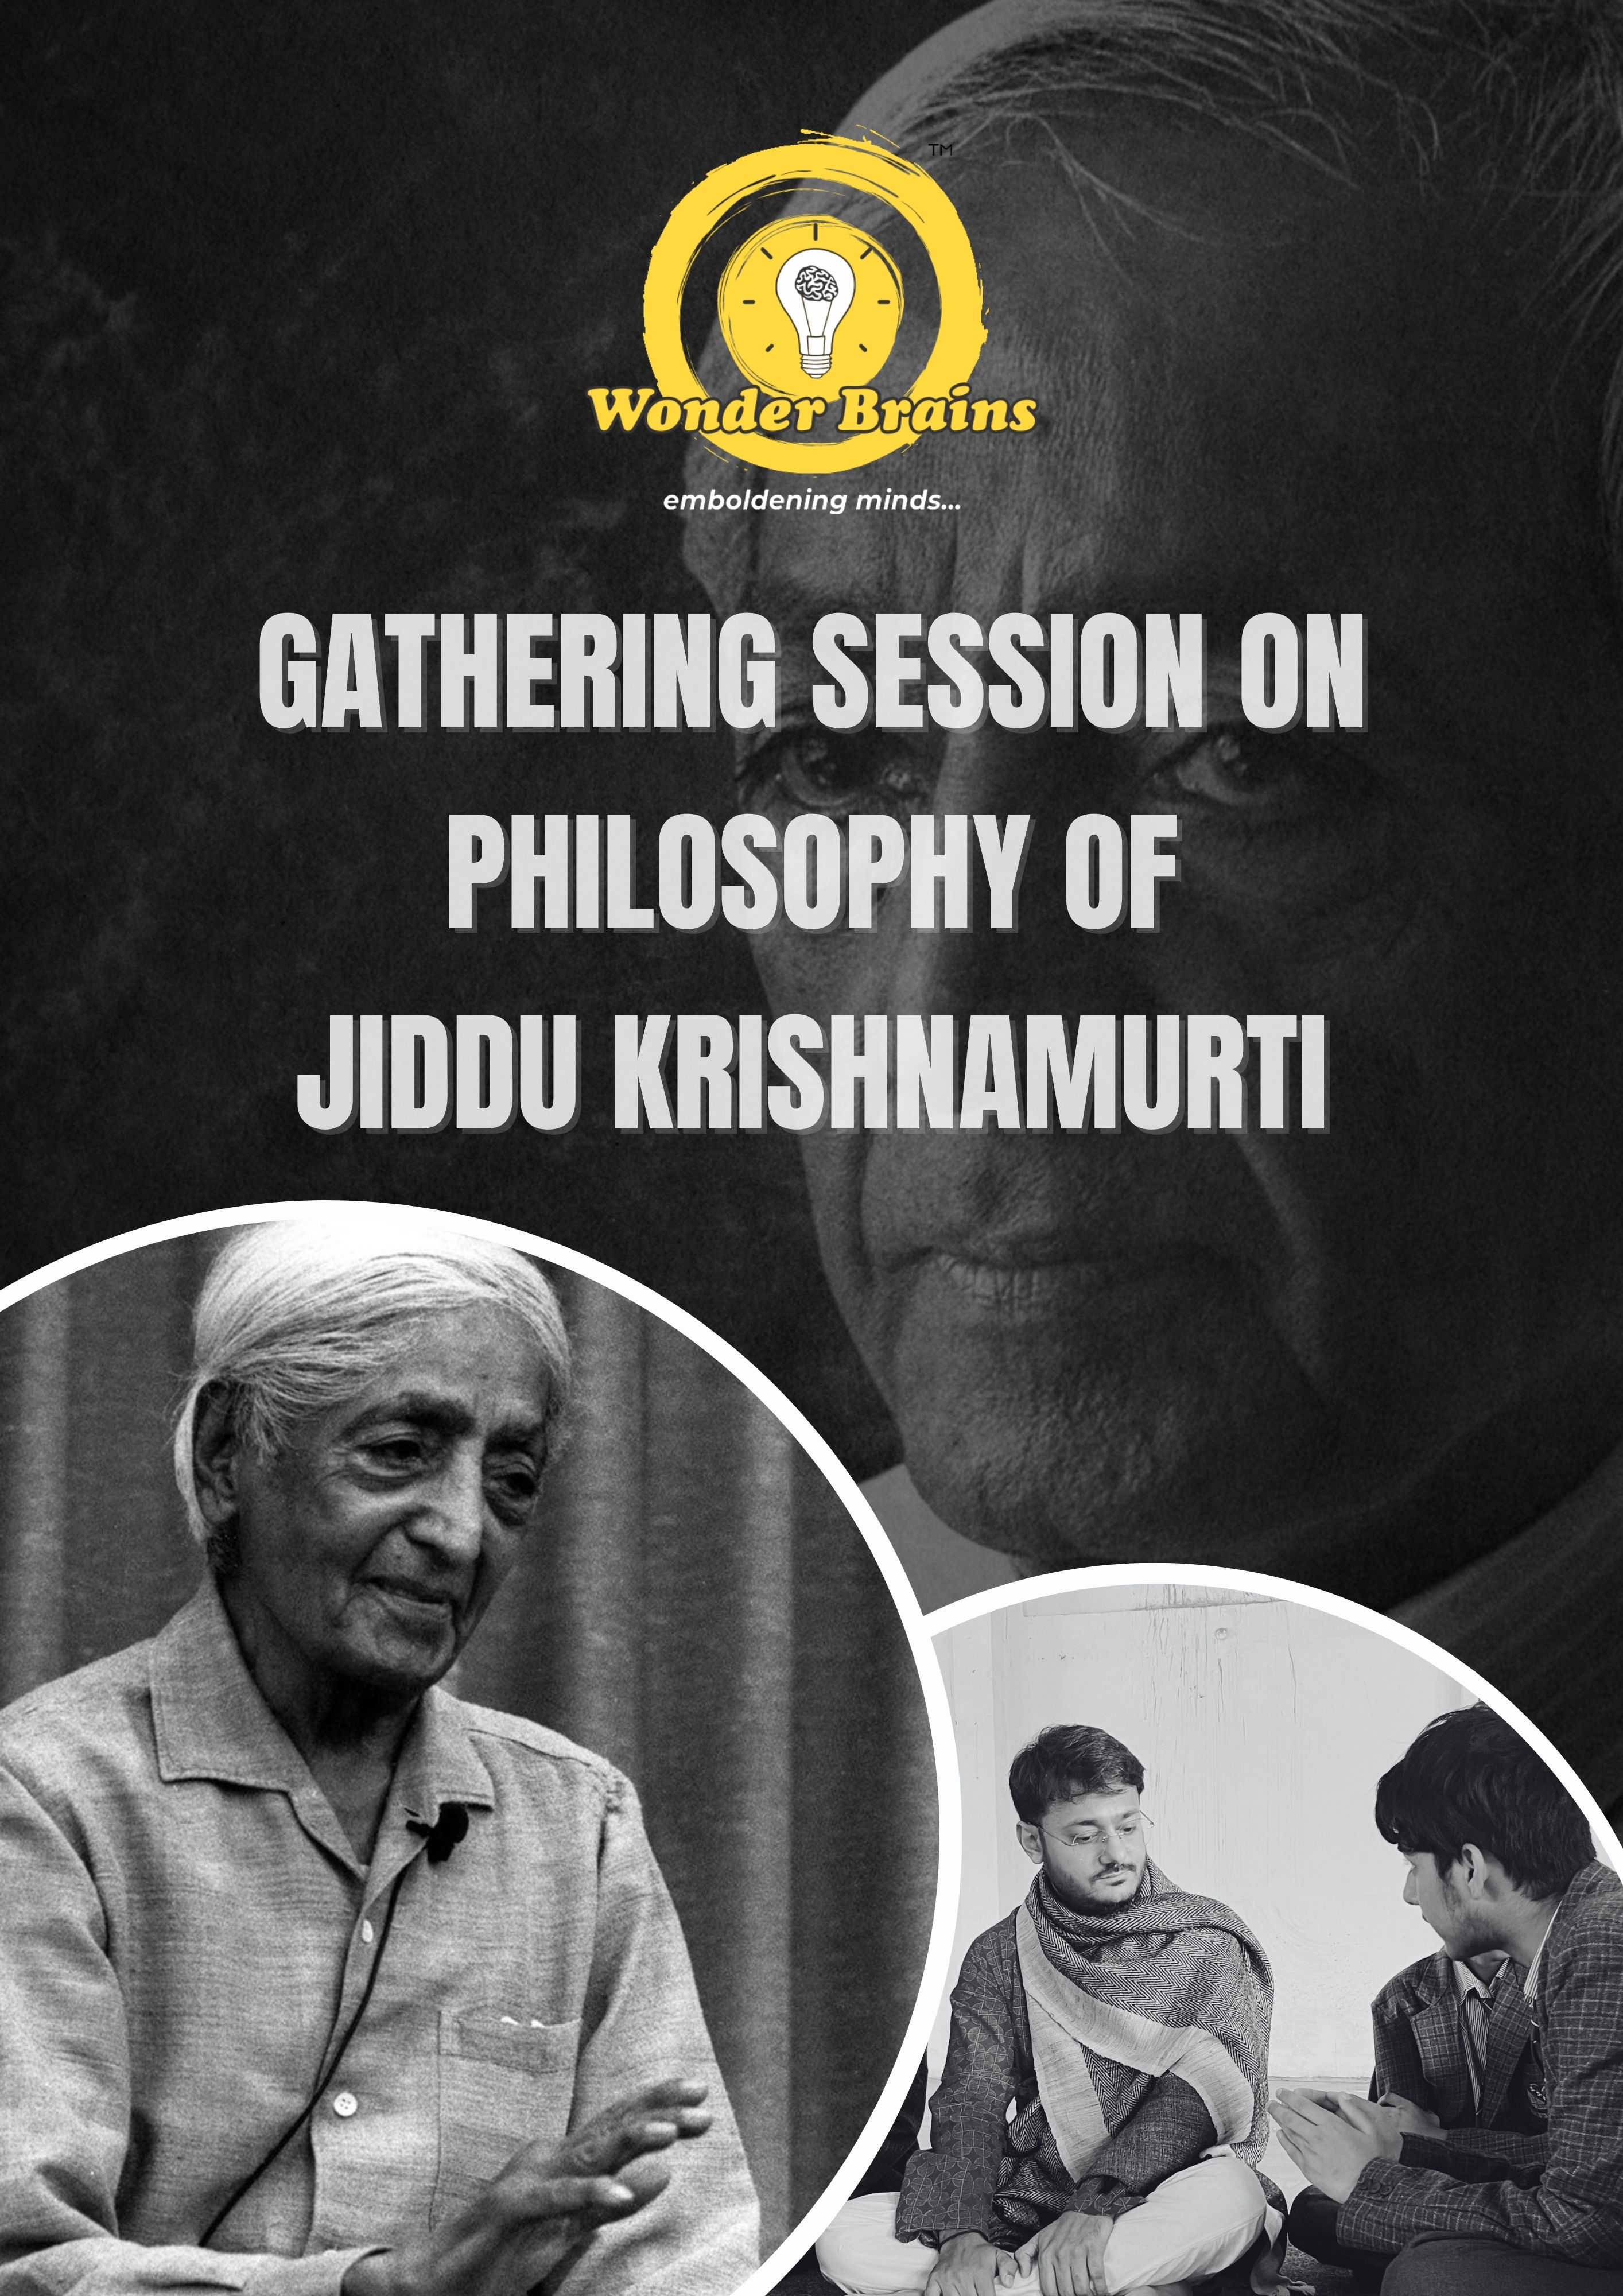 TM
Wonder Brains
emboldening minds...
GATHERING SESSION ON
PHILOSOPHY OF
JIDDU KRISHNAMURTI